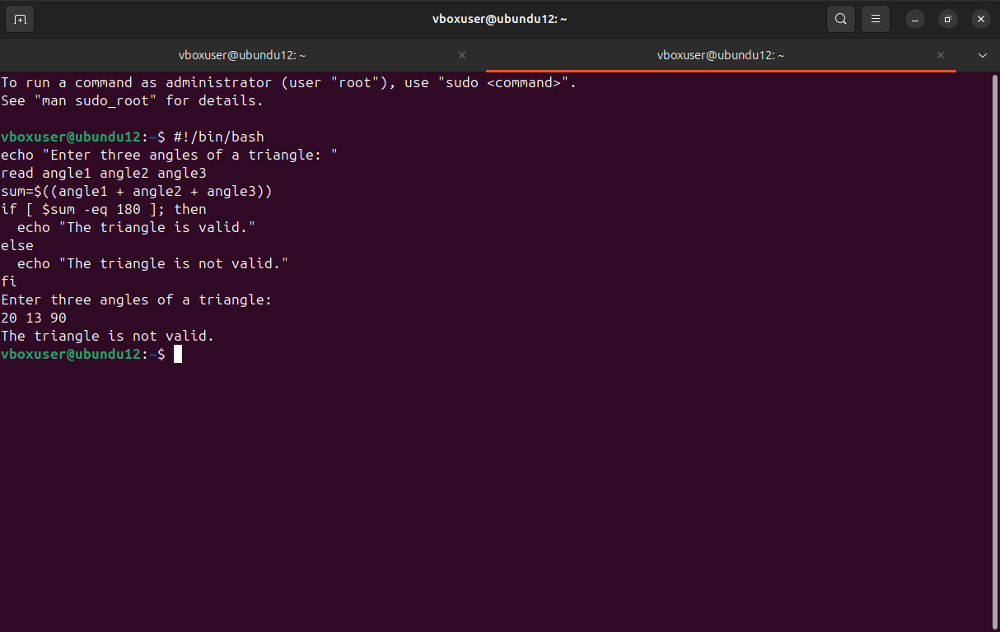 vboxuser@ubundu12: ~
vboxuser@ubundu12: ~
vboxuser@ubundu12: ~
To run a command as administrator (user "root"), use "sudo <command>".
See "man sudo_root" for details.
vboxuser@ubundu12:~$ #!/bin/bash
echo "Enter three angles of a triangle: "
read angle1 angle2 angle3
sum=$((angle1 + angle2 + angle3))
if [ $sum -eq 180 ]; then
  echo "The triangle is valid."
else
  echo "The triangle is not valid."
fi
Enter three angles of a triangle:
20 13 90
The triangle is not valid.
vboxuser@ubundu12:~$